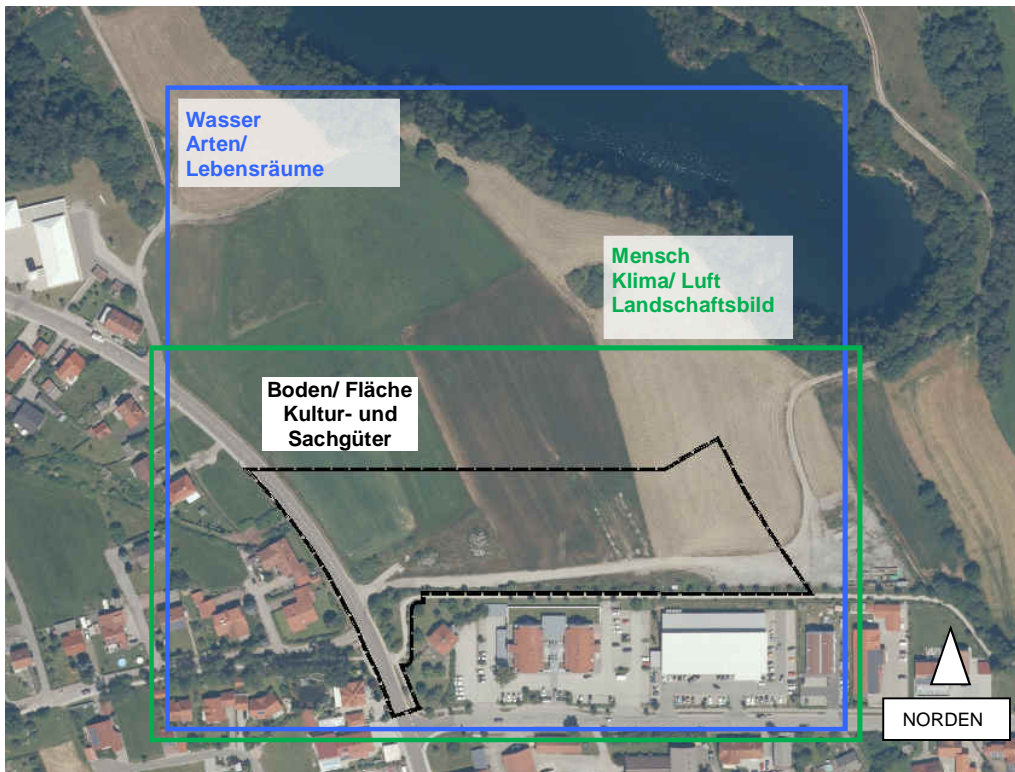 Wasser
Arten/
Lebensräume
Mensch
Klima/ Luft
Landschaftsbild
Boden/ Fläche
Kultur- und
Sachgüter
NORDEN